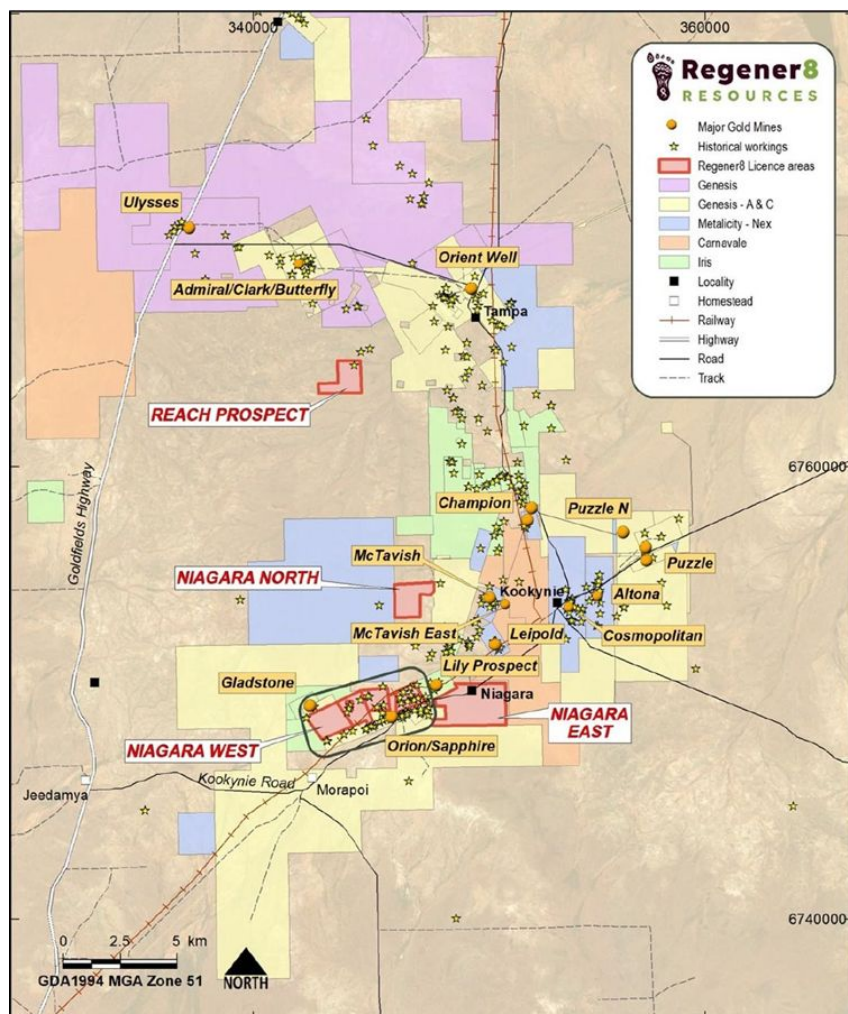 340000
360000
Regener8
RESOURCES
Major Gold Mines
Historical workings
Regener8 Licence areas
Genesis
Genesis - A & C
Metalicity - Nex
Carnavale
Iris
Locality
Homestead
Railway
Highway
Road
Track
Ulysses
Admiral/Clark/Butterfly
Orient Well
Tampa
REACH PROSPECT
6760000
Goldfields Highway
Champion
Puzzle N
McTavish
Puzzle
NIAGARA NORTH
Kookynie
Altona
McTavish East
Leipold
Cosmopolitan
Lily Prospect
Gladstone
Niagara
NIAGARA
EAST
NIAGARA WEST
Orion/Sapphire
Kookynie Road
Jeedamya
Morapoi
6740000
0 2.5 5 km
GDA1994 MGA Zone 51
NORTH